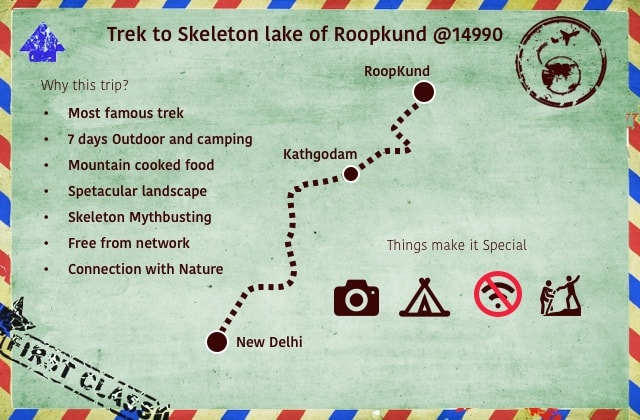 Trek to Skeleton lake of Roopkund @14990
Why this trip?
• Most famous trek
• 7 days Outdoor and camping
• Mountain cooked food
• Spetacular landscape
• Skeleton Mythbusting
• Free from network
• Connection with Nature
RoopKund
Kathgodam
New Delhi
Things make it Special
FIRST CLASS